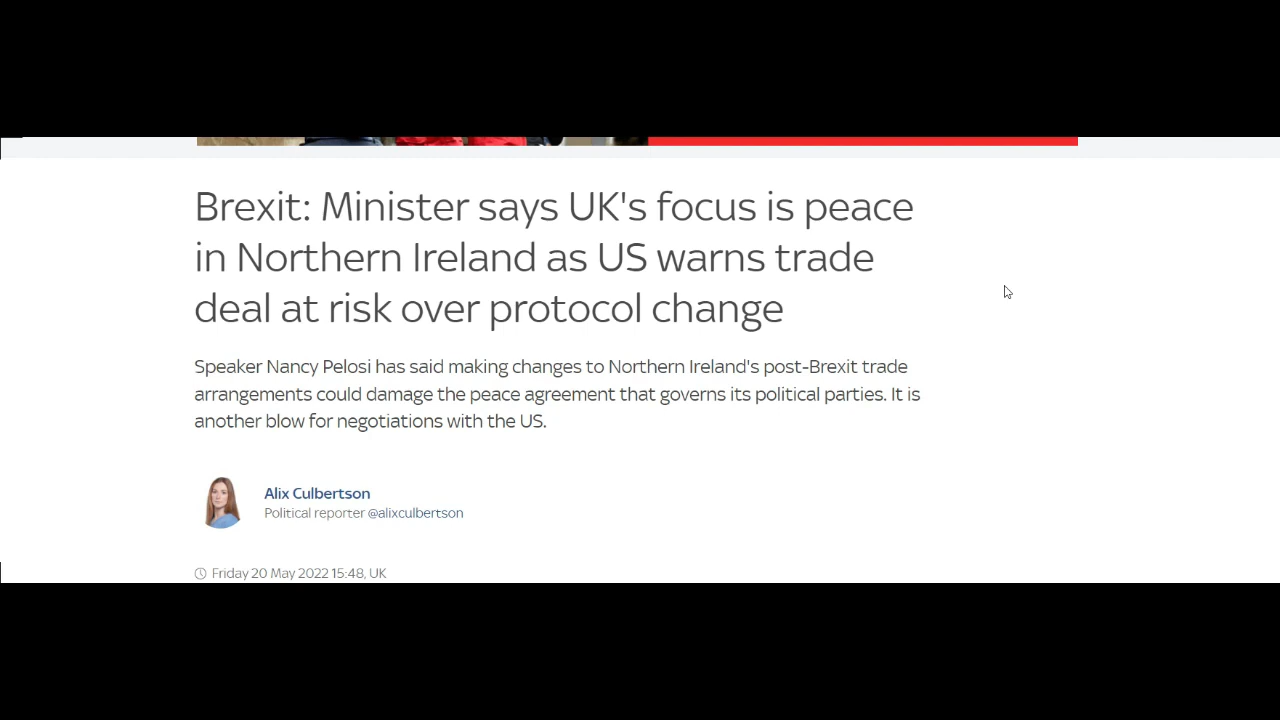 Brexit: Minister says UK's focus is peace
in Northern Ireland as US warns trade
deal at risk over protocol change
Speaker Nancy Pelosi has said making changes to Northern Ireland's post-Brexit trade
arrangements could damage the peace agreement that governs its political parties. It is
another blow for negotiations with the US.
Alix Culbertson
Political reporter @alixculbertson
Friday 20 May 2022 15:48, UK